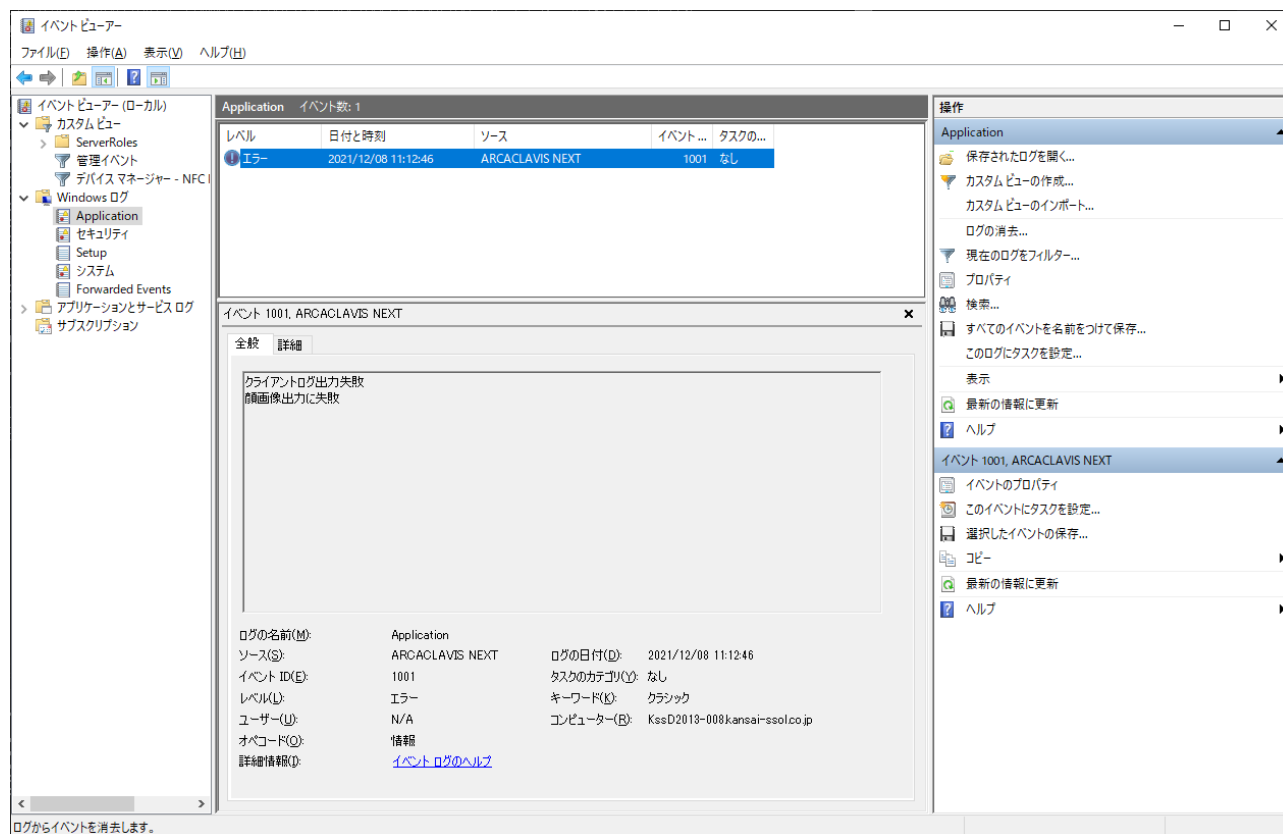 イベント ビューアー
ファイル(F) 操作(A) 表示(V) ヘルプ(H)
イベント ビューアー (ローカル)
カスタム ビュー
ServerRoles
管理イベント
デバイス マネージャー - NFC I
Windows ログ
Application
セキュリティ
Setup
システム
Forwarded Events
アプリケーションとサービス ログ
サブスクリプション
Application イベント数: 1
レベル 日付と時刻 ソース イベント ... タスクの...
エラー 2021/12/08 11:12:46 ARCACLAVIS NEXT 1001 なし
イベント 1001, ARCACLAVIS NEXT
全般 詳細
クライアントログ出力失敗
顔画像出力に失敗
ログの名前(M): Application
ソース(S): ARCACLAVIS NEXT ログの日付(D): 2021/12/08 11:12:46
イベント ID(E): 1001 タスクのカテゴリ(Y): なし
レベル(L): エラー キーワード(K): クラシック
ユーザー(U): N/A コンピューター(R): KssD2013-008.kansai-ssol.co.jp
オペコード(O): 情報
詳細情報(I): イベント ログのヘルプ
操作
Application
保存されたログを開く...
カスタム ビューの作成...
カスタム ビューのインポート...
ログの消去...
現在のログをフィルター...
プロパティ
検索...
すべてのイベントを名前をつけて保存...
このログにタスクを設定...
表示
最新の情報に更新
ヘルプ
イベント 1001, ARCACLAVIS NEXT
イベントのプロパティ
このイベントにタスクを設定...
選択したイベントの保存...
コピー
最新の情報に更新
ヘルプ
ログからイベントを消去します。